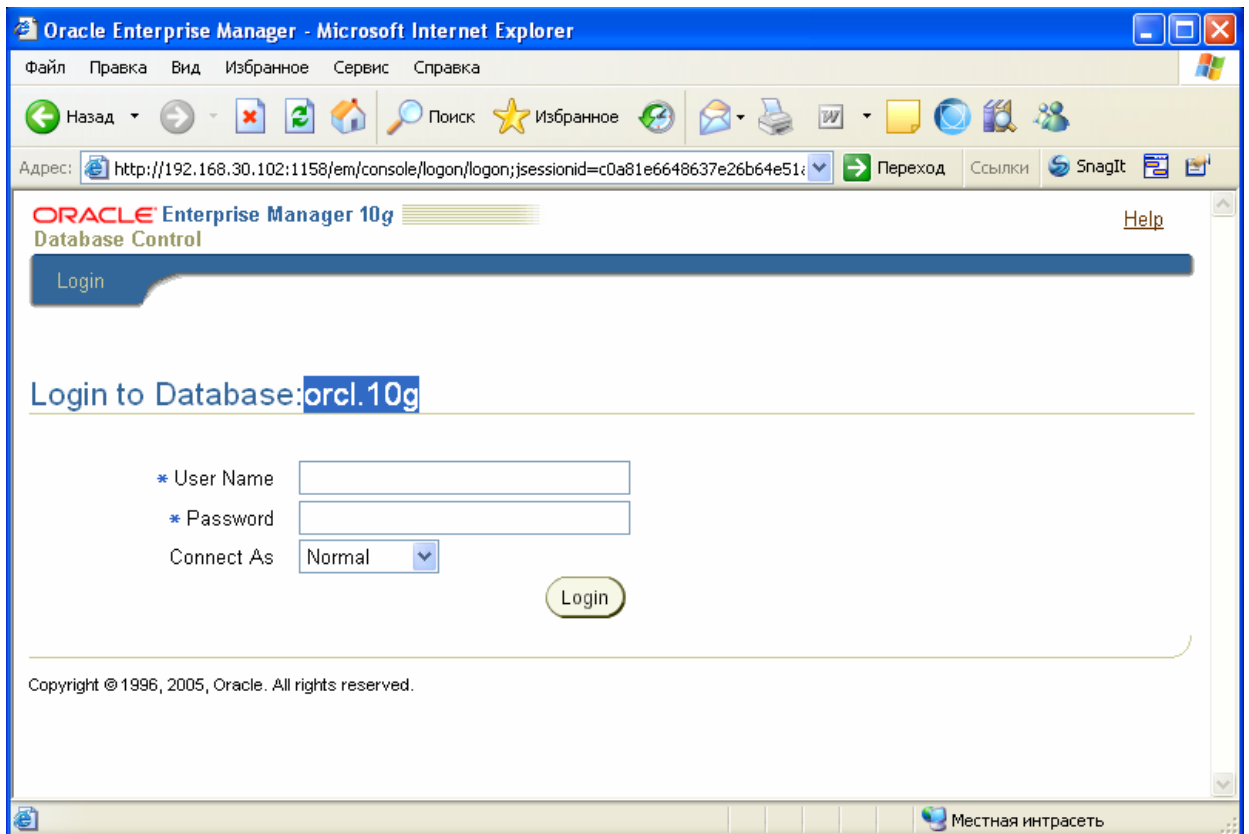 Oracle Enterprise Manager - Microsoft Internet Explorer
Файл Правка Вид Избранное Сервис Справка
Назад Поиск Избранное
Адрес: http://192.168.30.102:1158/em/console/logon/logon;jsessionid=c0a81e6648637e26b64e51 Переход Ссылки SnagIt
ORACLE Enterprise Manager 10g
Help
Database Control
Login
Login to Database:orcl.10g
* User Name
* Password
Connect As Normal
Login
Copyright © 1996, 2005, Oracle. All rights reserved.
Местная интрасеть